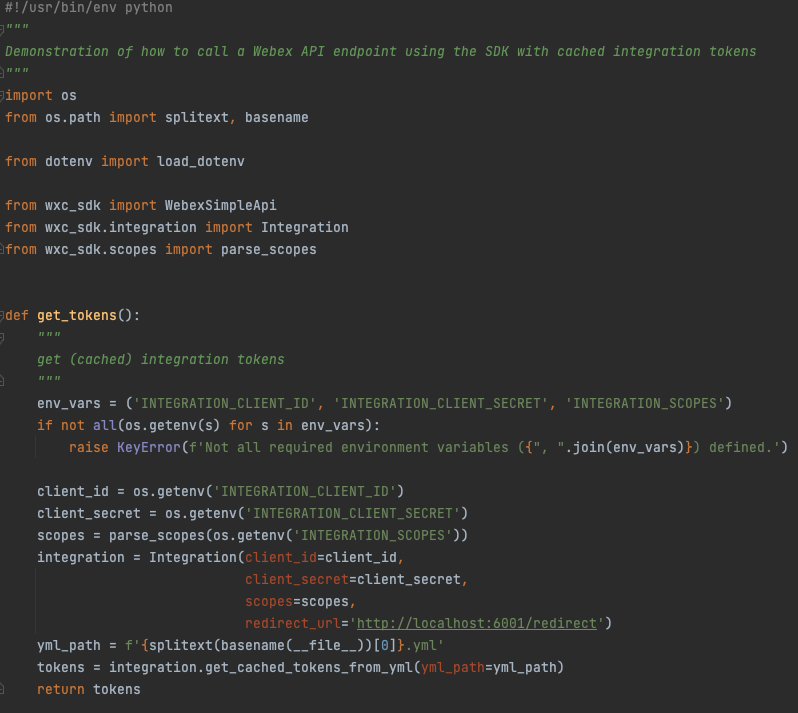 #!/usr/bin/env python
"""
Demonstration of how to call a Webex API endpoint using the SDK with cached integration tokens
"""
import os
from os.path import splitext, basename

from dotenv import load_dotenv

from wxc_sdk import WebexSimpleApi
from wxc_sdk.integration import Integration
from wxc_sdk.scopes import parse_scopes


def get_tokens():
    """
    get (cached) integration tokens
    """
    env_vars = ('INTEGRATION_CLIENT_ID', 'INTEGRATION_CLIENT_SECRET', 'INTEGRATION_SCOPES')
    if not all(os.getenv(s) for s in env_vars):
        raise KeyError(f'Not all required environment variables ({", ".join(env_vars)}) defined.')

    client_id = os.getenv('INTEGRATION_CLIENT_ID')
    client_secret = os.getenv('INTEGRATION_CLIENT_SECRET')
    scopes = parse_scopes(os.getenv('INTEGRATION_SCOPES'))
    integration = Integration(client_id=client_id,
                              client_secret=client_secret,
                              scopes=scopes,
                              redirect_url='http://localhost:6001/redirect')
    yml_path = f'{splitext(basename(__file__))[0]}.yml'
    tokens = integration.get_cached_tokens_from_yml(yml_path=yml_path)
    return tokens